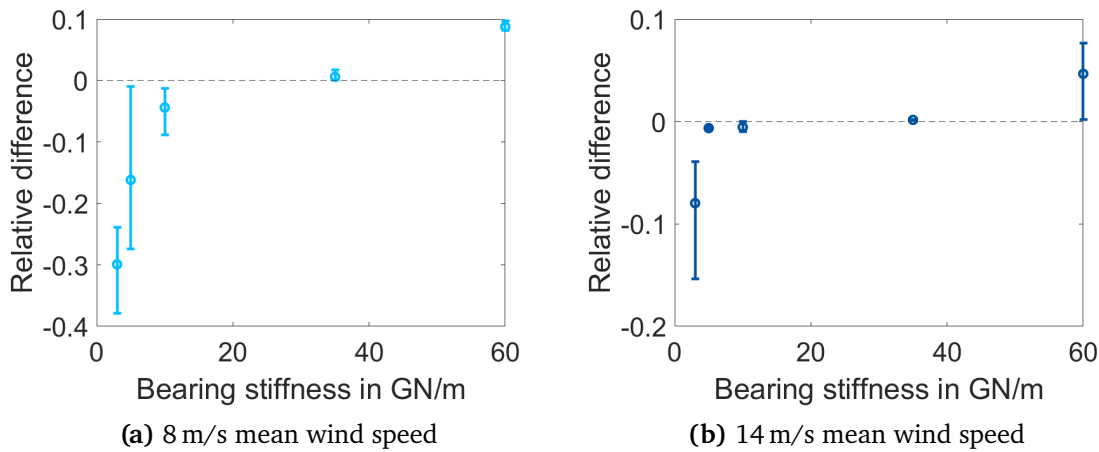 0.1
0
-0.1
-0.2
-0.3
-0.4
Relative difference
0 20 40 60
Bearing stiffness in GN/m
(a) 8 m/s mean wind speed
0.1
0
-0.1
-0.2
Relative difference
0 20 40 60
Bearing stiffness in GN/m
(b) 14 m/s mean wind speed